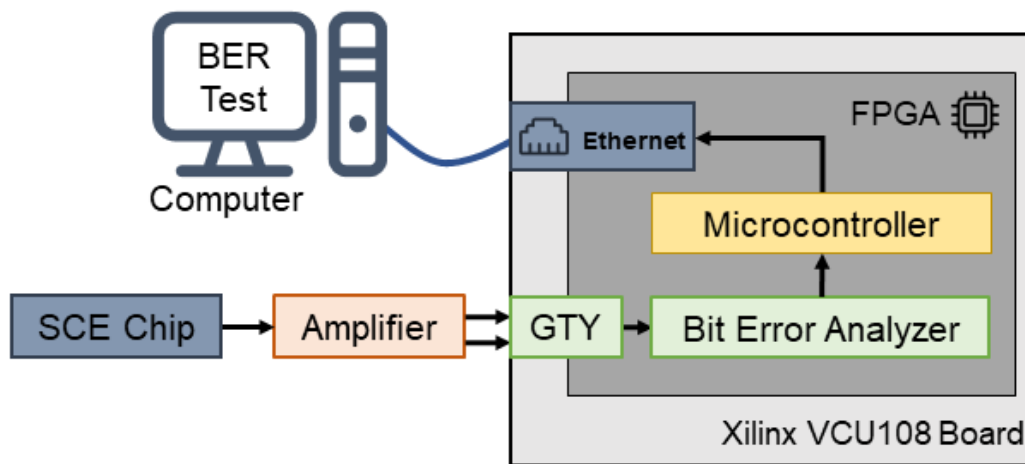 BER
Test
Computer
FPGA
Ethernet
Microcontroller
SCE Chip
Amplifier
GTY
Bit Error Analyzer
Xilinx VCU108 Board